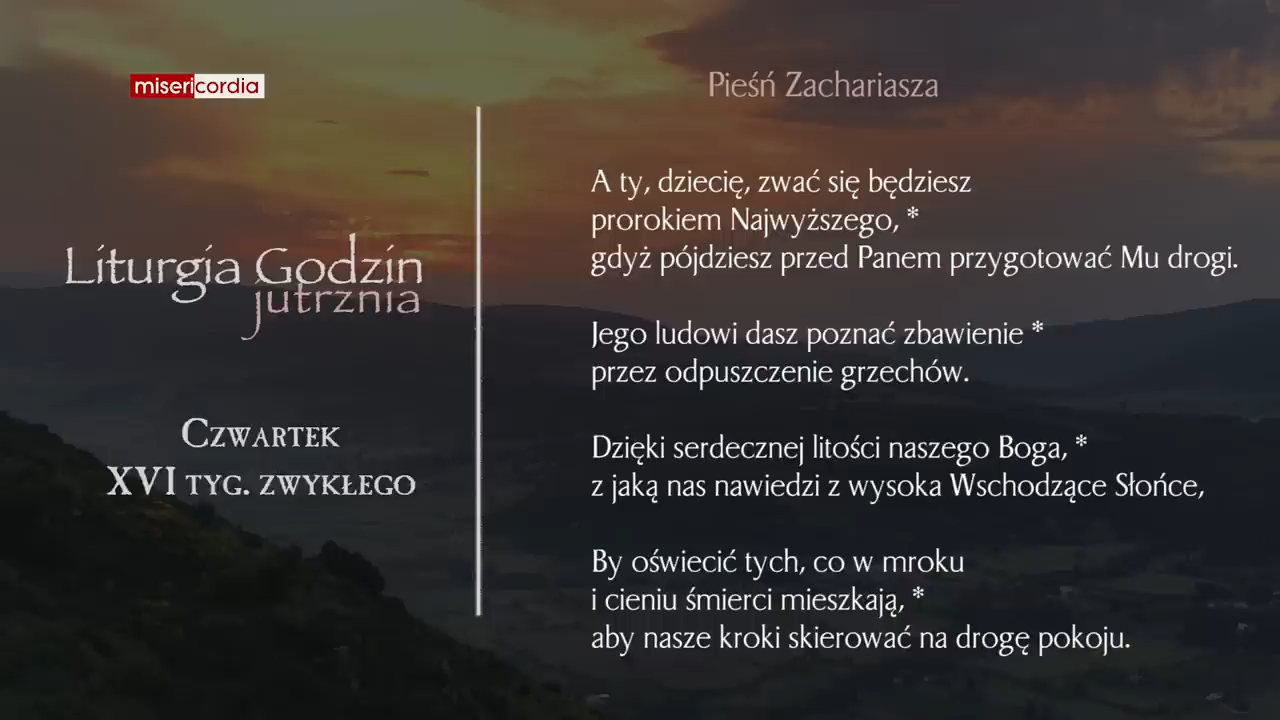 misericordia
Pieśń Zachariasza
Liturgia Godzin
jutrznia
Czwartek
XVI tyg. zwykłego
A ty, dziecię, zwać się będziesz
prorokiem Najwyższego, *
gdyż pójdziesz przed Panem przygotować Mu drogi.
Jego ludowi dasz poznać zbawienie *
przez odpuszczenie grzechów.
Dzięki serdecznej litości naszego Boga, *
z jaką nas nawiedzi z wysoka Wschodzące Słońce,
By oświecić tych, co w mroku
i cieniu śmierci mieszkają, *
aby nasze kroki skierować na drogę pokoju.